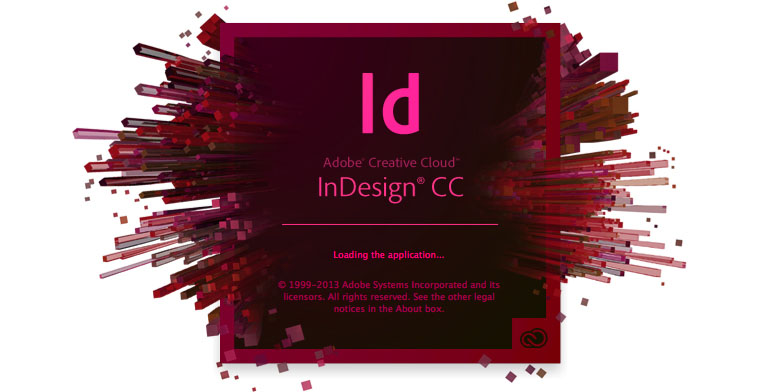 Id
Adobe® Creative Cloud™
InDesign® CC
Loading the application...
© 1999-2013 Adobe Systems Incorporated and its
licensors. All rights reserved. See the other legal
notices in the About box.